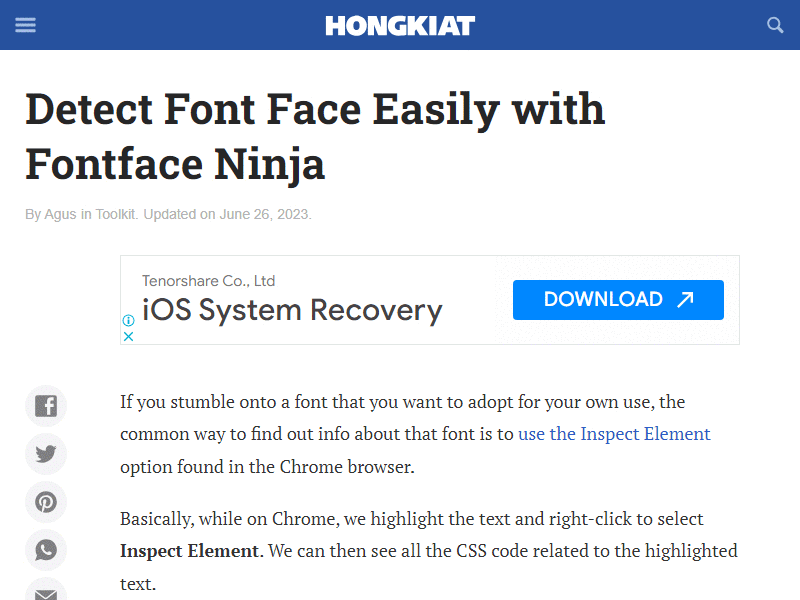 HONGKIAT
Detect Font Face Easily with
Fontface Ninja
By Agus in Toolkit. Updated on June 26, 2023.
Tenorshare Co., Ltd
iOS System Recovery
DOWNLOAD
If you stumble onto a font that you want to adopt for your own use, the
common way to find out info about that font is to use the Inspect Element
option found in the Chrome browser.
Basically, while on Chrome, we highlight the text and right-click to select
Inspect Element. We can then see all the CSS code related to the highlighted
text.